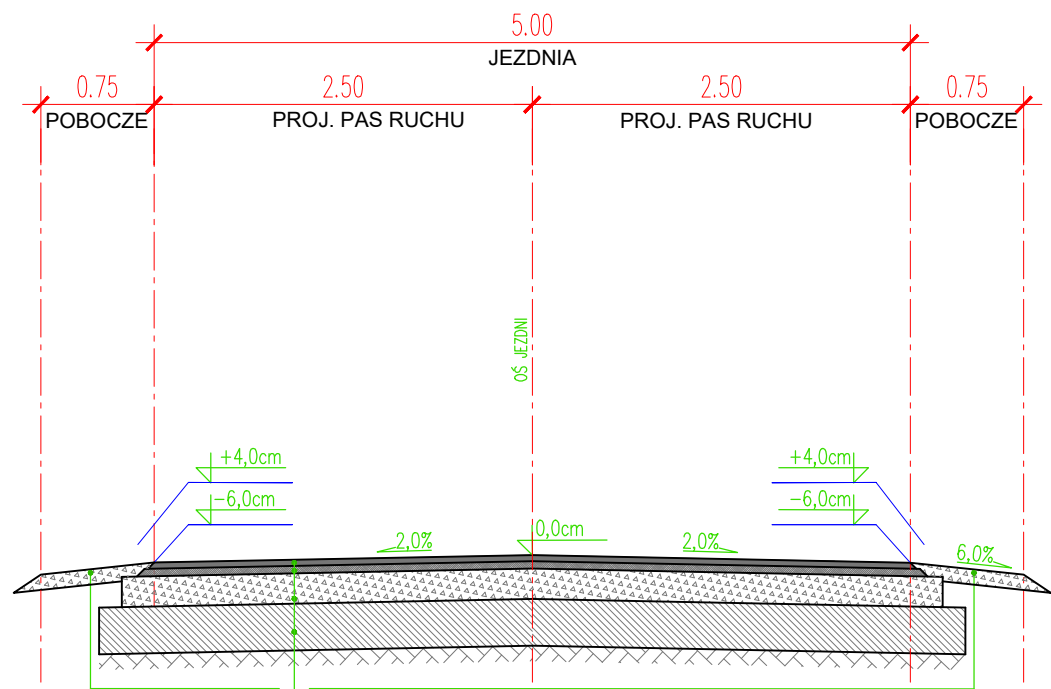 5.00
JEZDNIA
0.75 2.50 2.50 0.75
POBOCZE PROJ. PAS RUCHU PROJ. PAS RUCHU POBOCZE
OŚ JEZDNI
+4,0cm +4,0cm
-6,0cm -6,0cm
2,0% 0,0cm 2,0% 6,0%